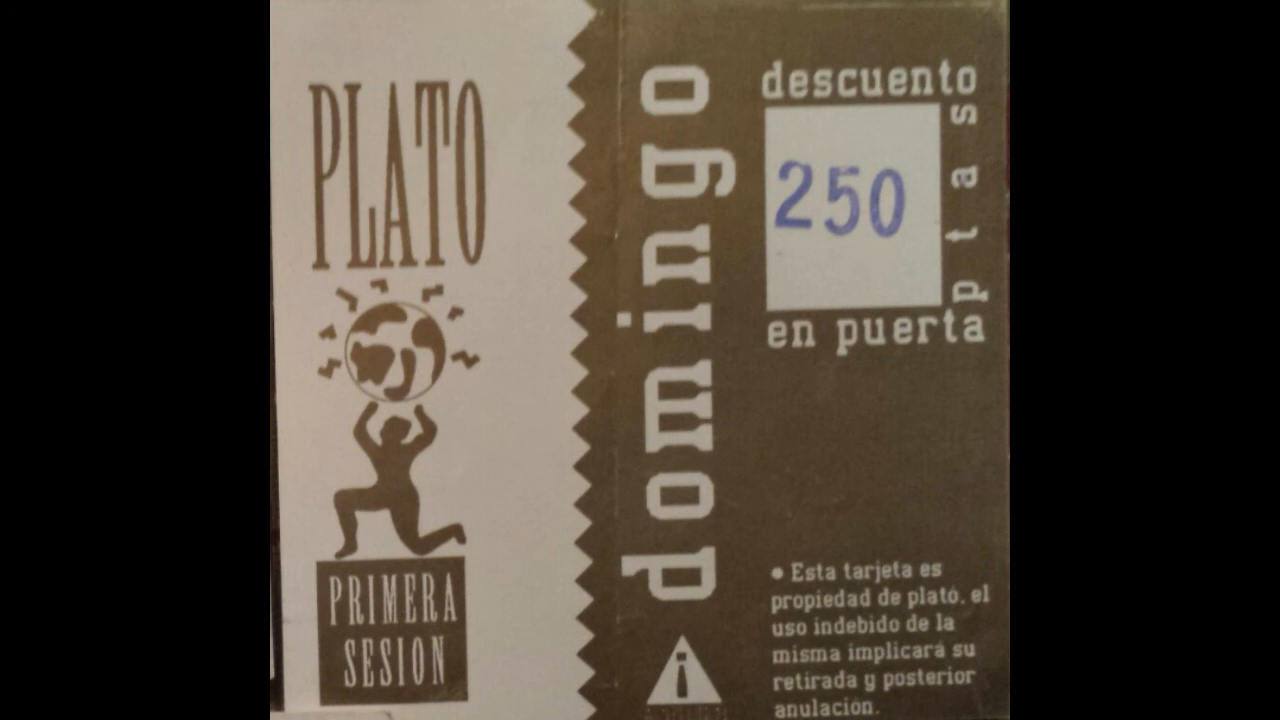 PLATO
PRIMERA
SESION
domingo
descuento
250
ptas
en puerta
• Esta tarjeta es
propiedad de plató. el
uso indebido de la
misma implicará su
retirada y posterior
anulación.